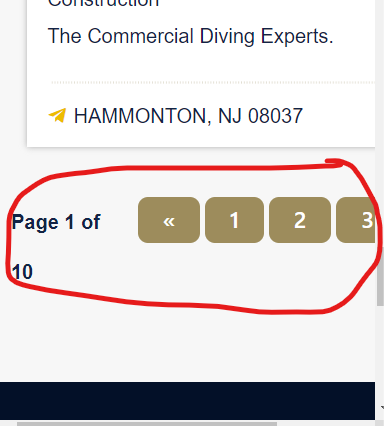 Construction
The Commercial Diving Experts.
HAMMONTON, NJ 08037
Page 1 of « 1 2 3
10